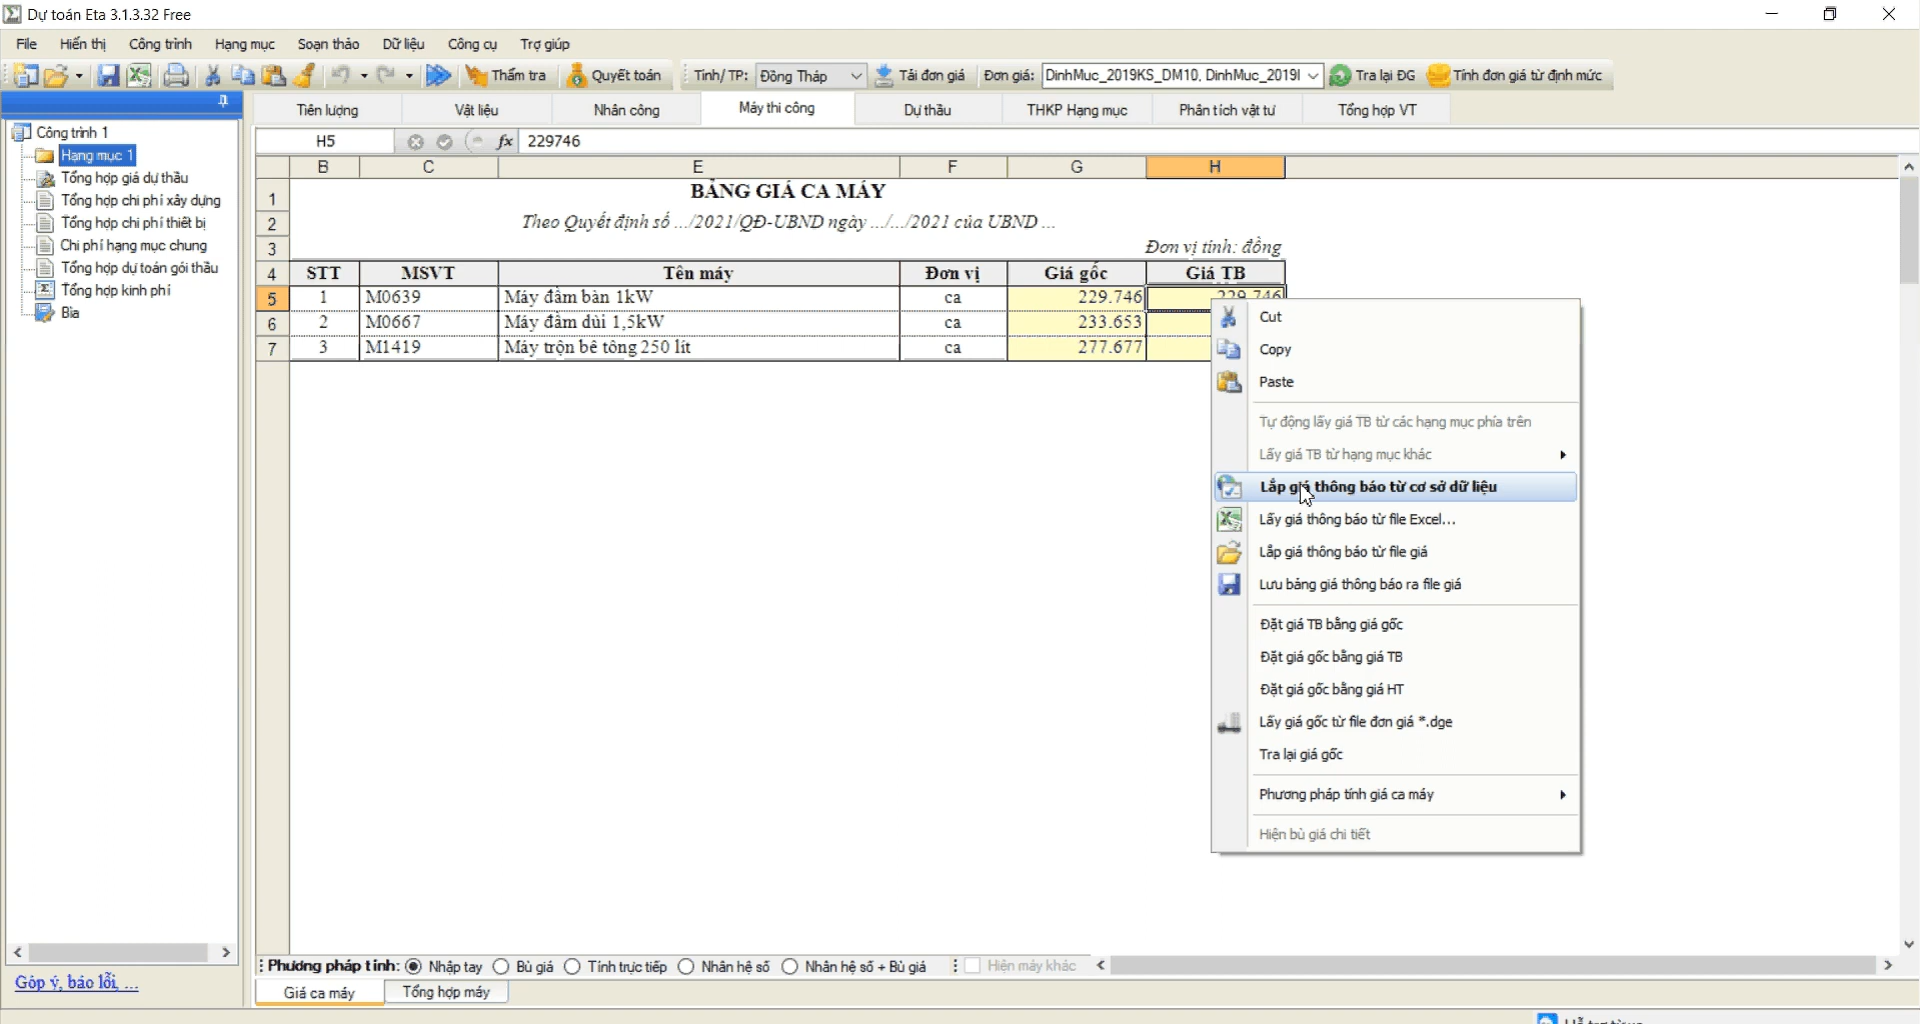 Dự toán Eta 3.1.3.32 Free
File Hiển thị Công trình Hạng mục Soạn thảo Dữ liệu Công cụ Trợ giúp
Thẩm tra Quyết toán Tỉnh/TP: Đồng Tháp Tải đơn giá Đơn giá: DinhMuc_2019KS_DM10, DinhMuc_2019I Tra lại ĐG Tính đơn giá từ định mức
Tiên lượng Vật liệu Nhân công Máy thi công Dự thầu THKP Hạng mục Phân tích vật tư Tổng hợp VT
Công trình 1
Hạng mục 1
Tổng hợp giá dự thầu
Tổng hợp chi phí xây dựng
Tổng hợp chi phí thiết bị
Chi phí hạng mục chung
Tổng hợp dự toán gói thầu
Tổng hợp kinh phí
Bìa
Góp ý, báo lỗi, ...
H5 fx 229746
B C E F G H
1 BẢNG GIÁ CA MÁY
2 Theo Quyết định số .../2021/QĐ-UBND ngày .../.../2021 của UBND ...
3 Đơn vị tính: đồng
4 STT MSVT Tên máy Đơn vị Giá gốc Giá TB
5 1 M0639 Máy đầm bàn 1kW ca 229.746 229.746
6 2 M0667 Máy đầm dùi 1,5kW ca 233.653
7 3 M1419 Máy trộn bê tông 250 lít ca 277.677
Cut
Copy
Paste
Tự động lấy giá TB từ các hạng mục phía trên
Lấy giá TB từ hạng mục khác
Lắp giá thông báo từ cơ sở dữ liệu
Lấy giá thông báo từ file Excel...
Lắp giá thông báo từ file giá
Lưu bảng giá thông báo ra file giá
Đặt giá TB bằng giá gốc
Đặt giá gốc bằng giá TB
Đặt giá gốc bằng giá HT
Lấy giá gốc từ file đơn giá *.dge
Tra lại giá gốc
Phương pháp tính giá ca máy
Hiện bù giá chi tiết
Phương pháp tính: Nhập tay Bù giá Tính trực tiếp Nhân hệ số Nhân hệ số + Bù giá Hiện máy khác
Giá ca máy Tổng hợp máy